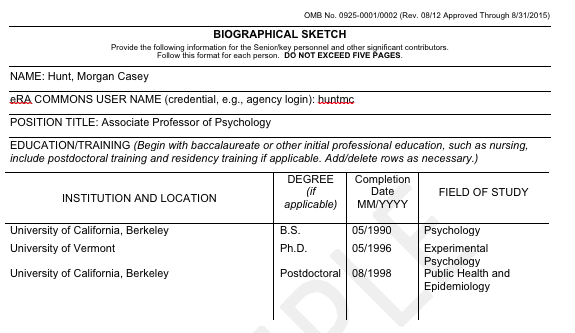 OMB No. 0925-0001/0002 (Rev. 08/12 Approved Through 8/31/2015)
BIOGRAPHICAL SKETCH
Provide the following information for the Senior/key personnel and other significant contributors.
Follow this format for each person. DO NOT EXCEED FIVE PAGES.
NAME: Hunt, Morgan Casey
eRA COMMONS USER NAME (credential, e.g., agency login): huntmc
POSITION TITLE: Associate Professor of Psychology
EDUCATION/TRAINING (Begin with baccalaureate or other initial professional education, such as nursing,
include postdoctoral training and residency training if applicable. Add/delete rows as necessary.)
INSTITUTION AND LOCATION
DEGREE
(if
applicable)
Completion
Date
MM/YYYY
FIELD OF STUDY
University of California, Berkeley B.S. 05/1990 Psychology
University of Vermont Ph.D. 05/1996 Experimental
Psychology
University of California, Berkeley Postdoctoral 08/1998 Public Health and
Epidemiology